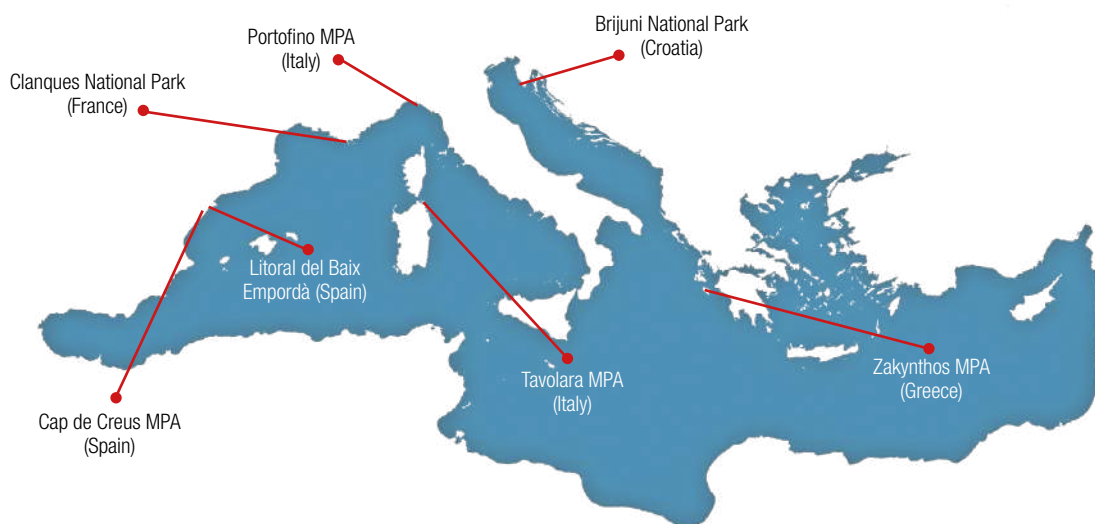 Brijuni National Park
(Croatia)
Portofino MPA
(Italy)
Clanques National Park
(France)
Litoral del Baix
Empordà (Spain)
Tavolara MPA
(Italy)
Zakynthos MPA
(Greece)
Cap de Creus MPA
(Spain)